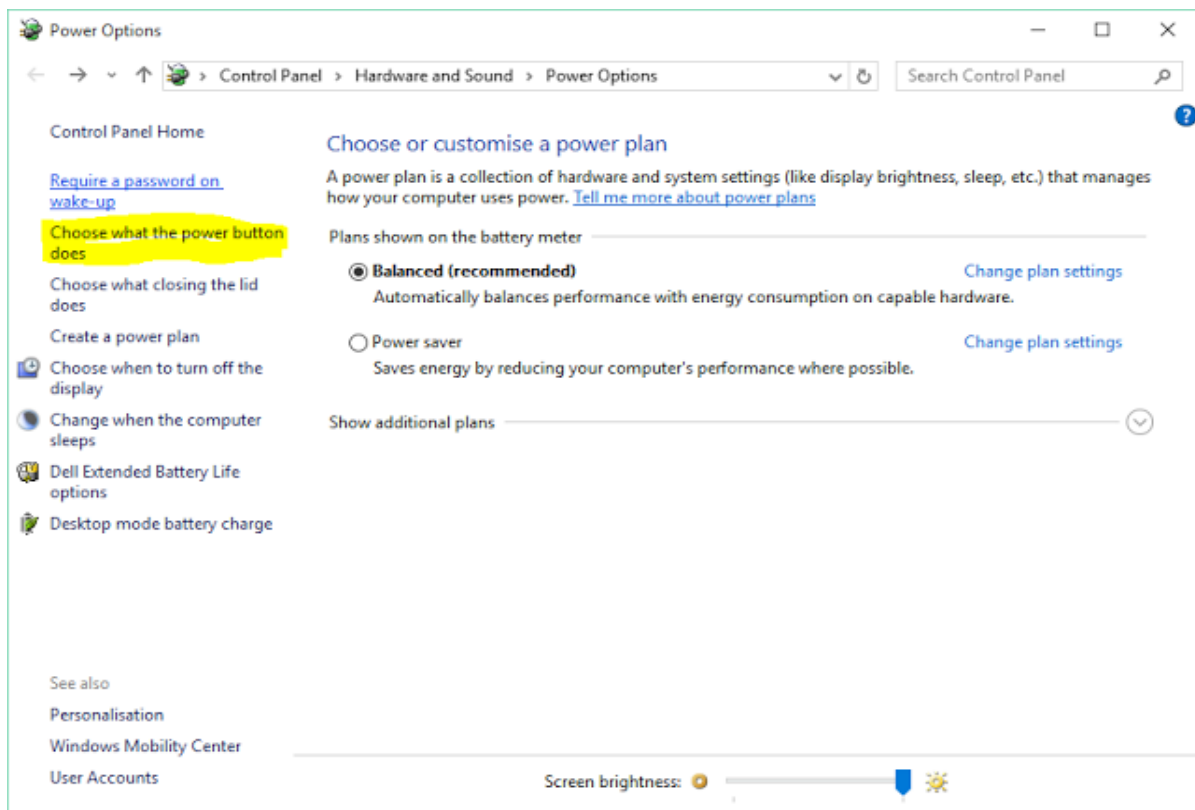 Power Options
Control Panel > Hardware and Sound > Power Options
Search Control Panel
?
Control Panel Home
Require a password on
wake-up
Choose what the power button
does
Choose what closing the lid
does
Create a power plan
Choose when to turn off the
display
Change when the computer
sleeps
Dell Extended Battery Life
options
Desktop mode battery charge
See also
Personalisation
Windows Mobility Center
User Accounts
Choose or customise a power plan
A power plan is a collection of hardware and system settings (like display brightness, sleep, etc.) that manages
how your computer uses power. Tell me more about power plans
Plans shown on the battery meter
Balanced (recommended) Change plan settings
Automatically balances performance with energy consumption on capable hardware.
Power saver Change plan settings
Saves energy by reducing your computer's performance where possible.
Show additional plans
Screen brightness: